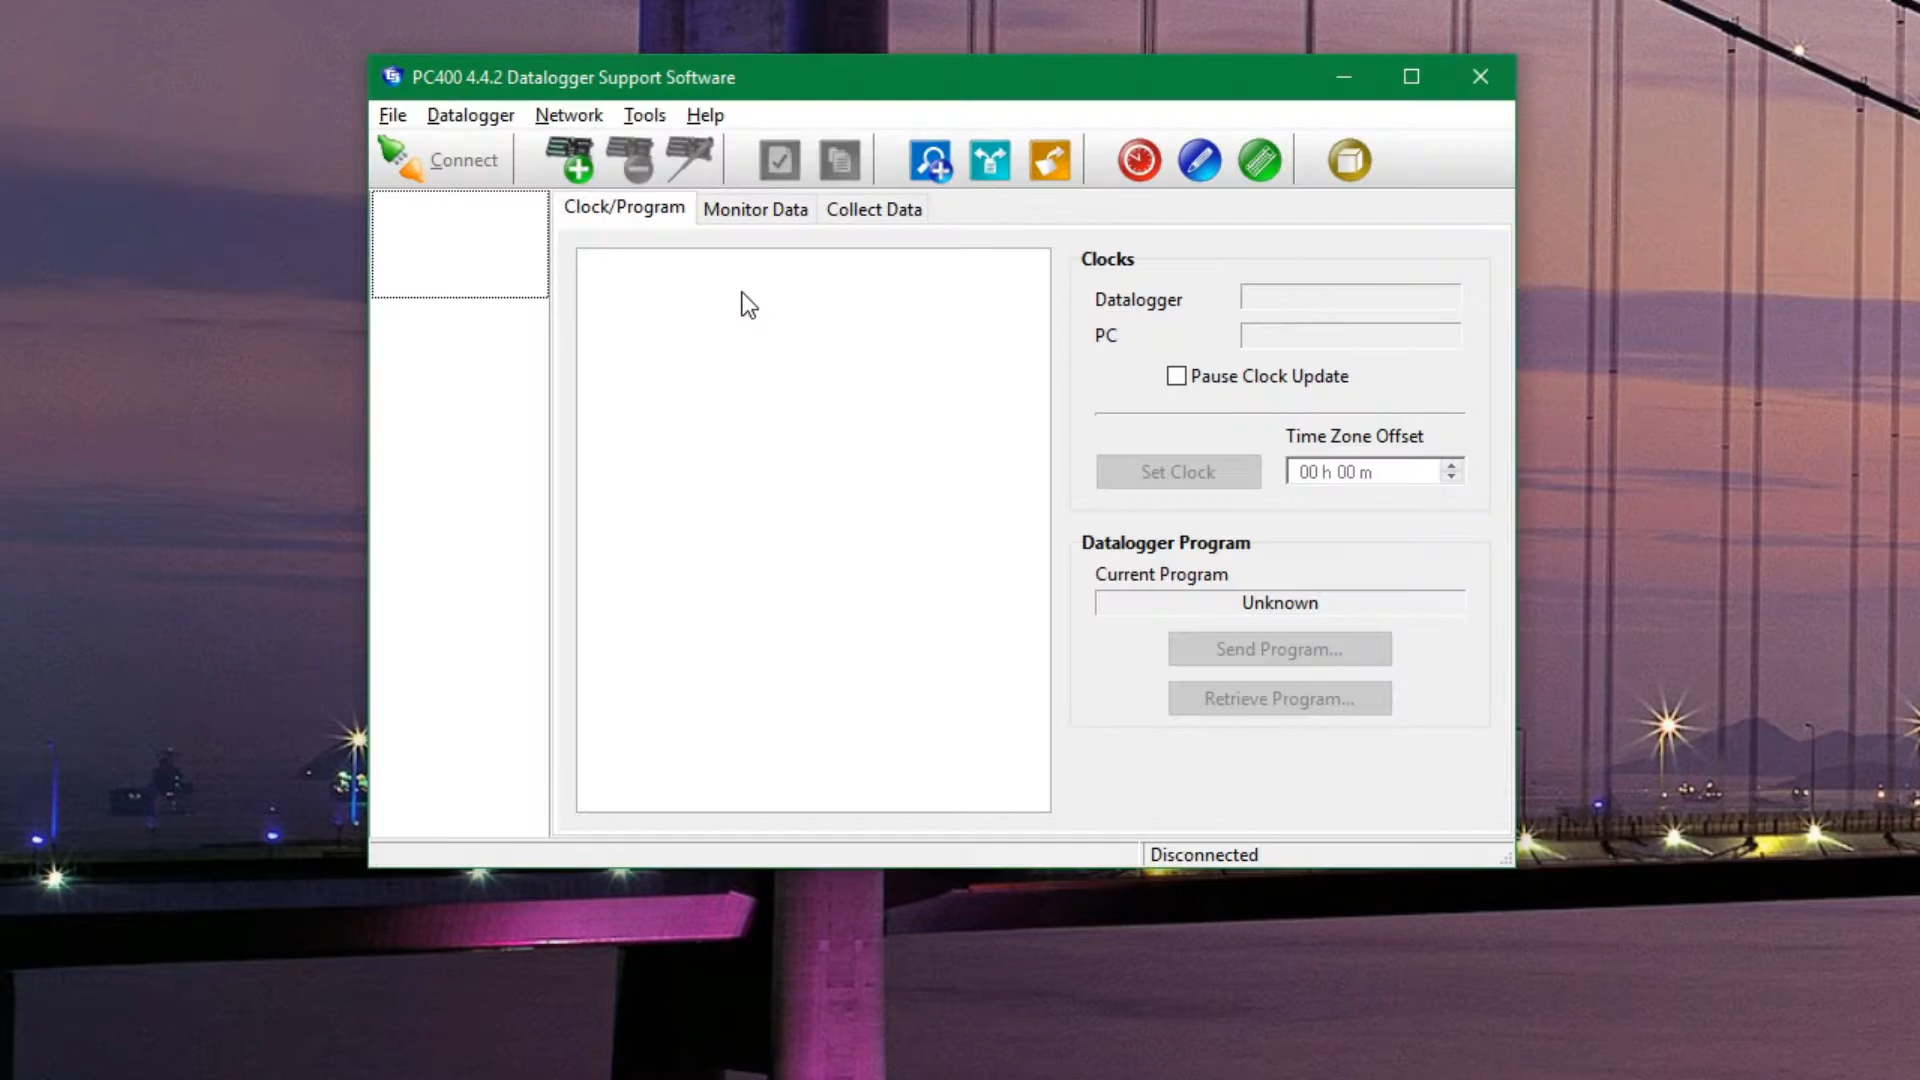 PC400 4.4.2 Datalogger Support Software
File Datalogger Network Tools Help
Connect
Clock/Program Monitor Data Collect Data
Clocks
Datalogger
PC
Pause Clock Update
Time Zone Offset
Set Clock 00 h 00 m
Datalogger Program
Current Program
Unknown
Send Program...
Retrieve Program...
Disconnected